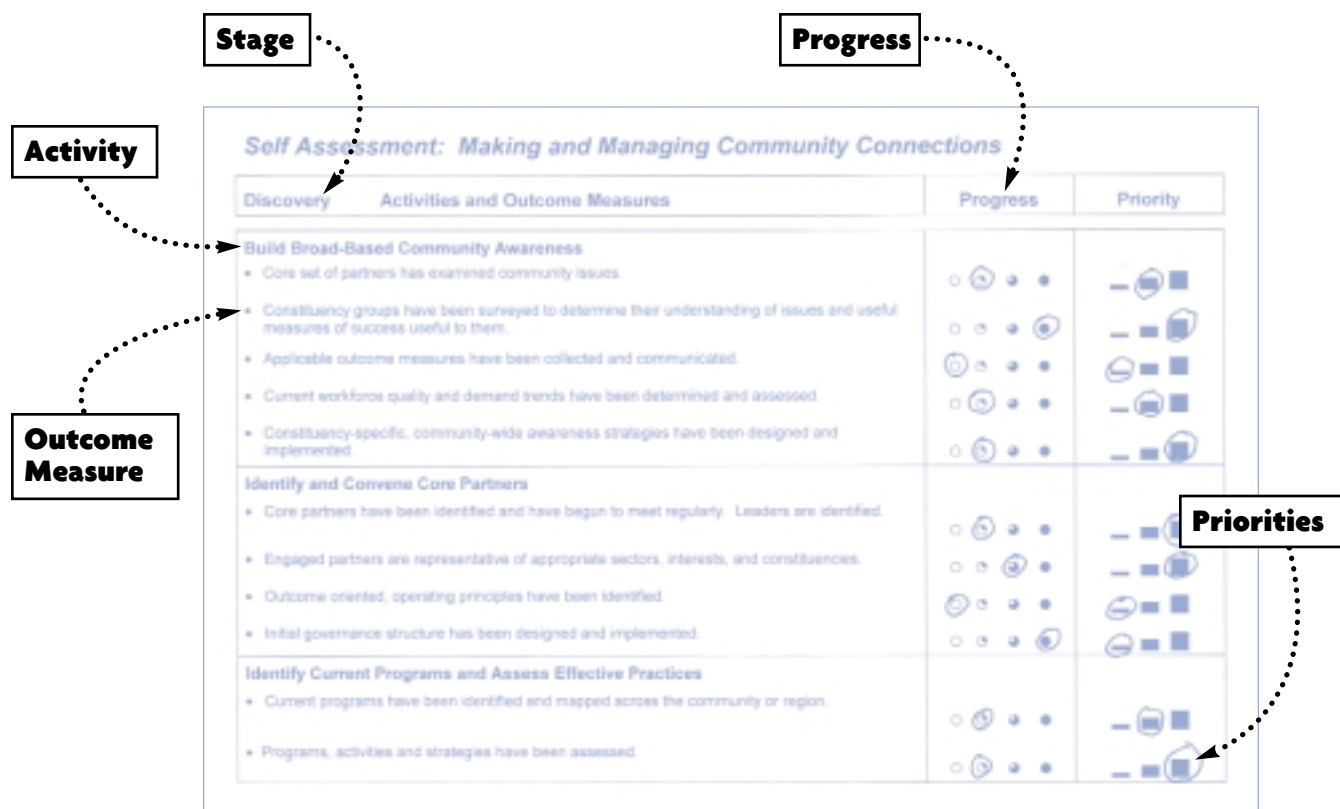 Stage
Progress
Activity
Self Assessment: Making and Managing Community Connections
Discovery Activities and Outcome Measures Progress Priority
Build Broad-Based Community Awareness
• Core set of partners has examined community issues.
• Constituency groups have been surveyed to determine their understanding of issues and useful
measures of success useful to them.
• Applicable outcome measures have been collected and communicated.
• Current workforce quality and demand trends have been determined and assessed.
• Constituency-specific, community-wide awareness strategies have been designed and
implemented.
Outcome
Measure
Identify and Convene Core Partners
• Core partners have been identified and have begun to meet regularly. Leaders are identified.
• Engaged partners are representative of appropriate sectors, interests, and constituencies.
• Outcome oriented, operating principles have been identified.
• Initial governance structure has been designed and implemented.
Priorities
Identify Current Programs and Assess Effective Practices
• Current programs have been identified and mapped across the community or region.
• Programs, activities and strategies have been assessed.